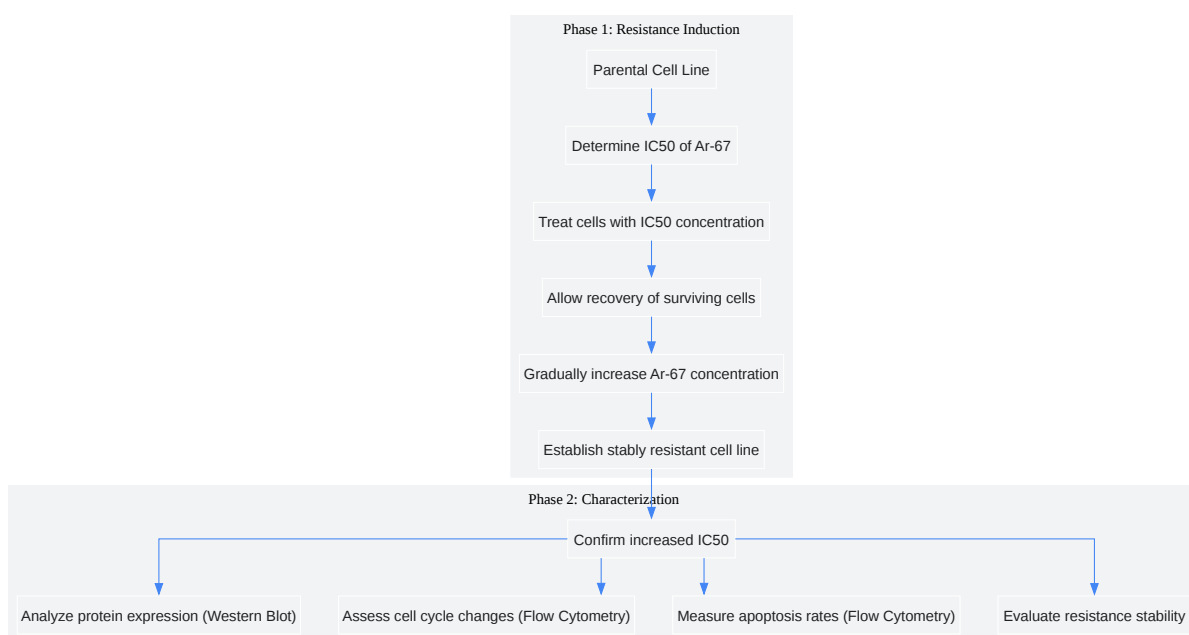 Phase 1: Resistance Induction
Parental Cell Line
Determine IC50 of Ar-67
Treat cells with IC50 concentration
Allow recovery of surviving cells
Gradually increase Ar-67 concentration
Establish stably resistant cell line
Phase 2: Characterization
Confirm increased IC50
Analyze protein expression (Western Blot)
Assess cell cycle changes (Flow Cytometry)
Measure apoptosis rates (Flow Cytometry)
Evaluate resistance stability